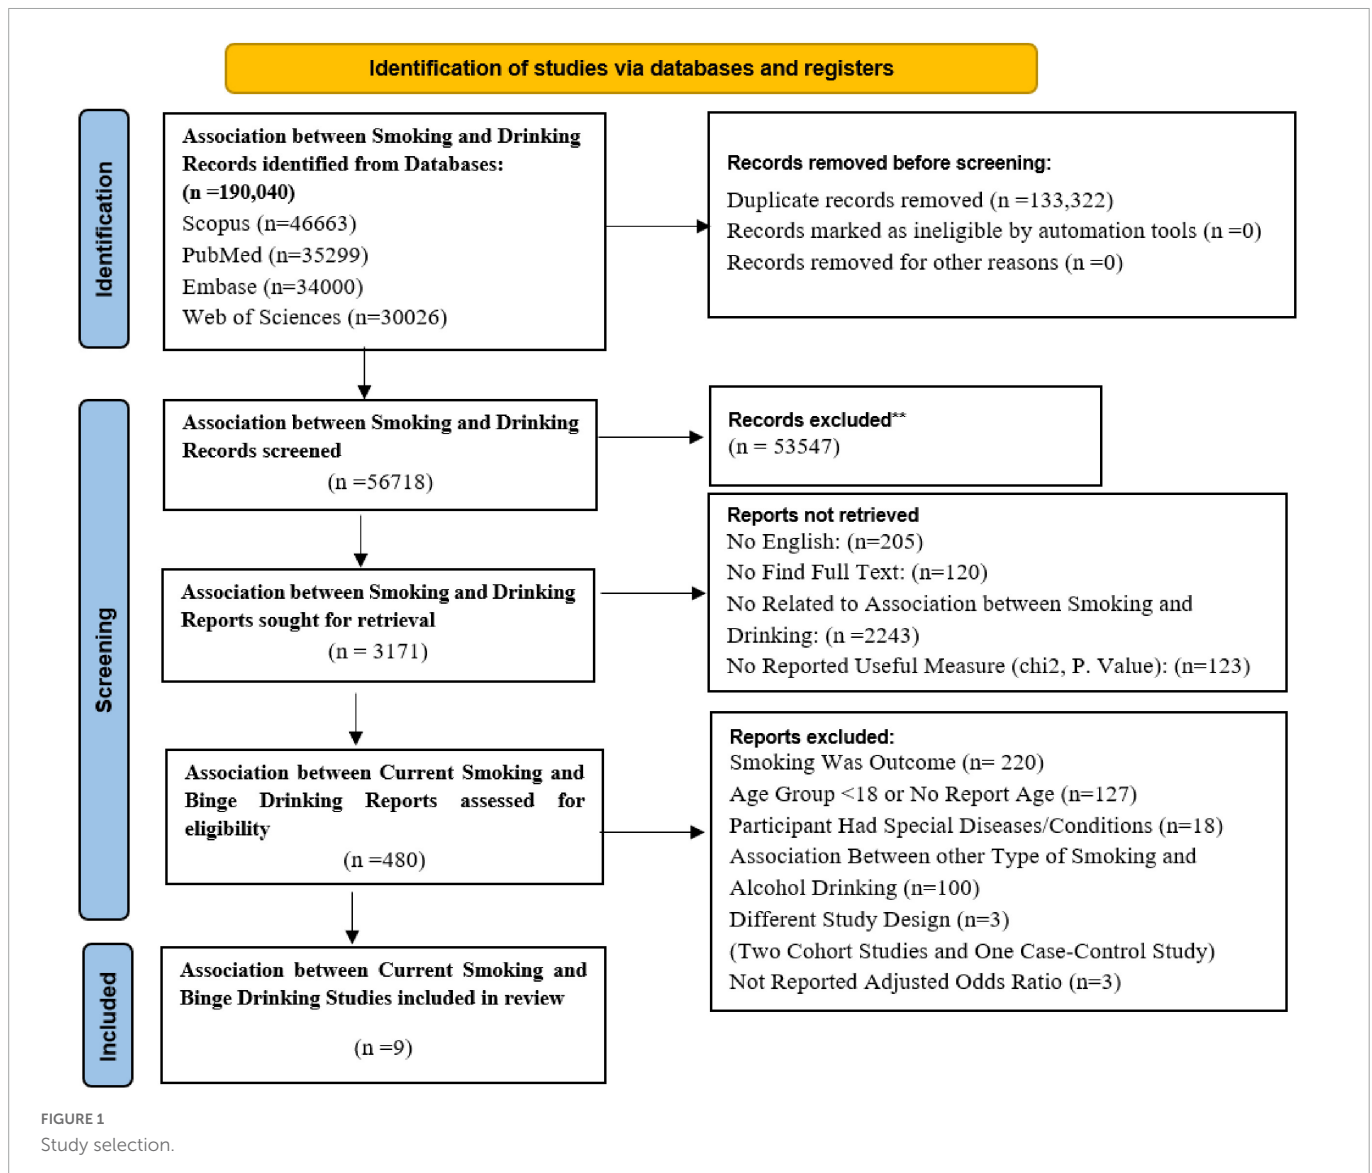 Identification of studies via databases and registers
Identification
Association between Smoking and Drinking
Records identified from Databases:
(n =190,040)
Scopus (n=46663)
PubMed (n=35299)
Embase (n=34000)
Web of Sciences (n=30026)
Records removed before screening:
Duplicate records removed (n =133,322)
Records marked as ineligible by automation tools (n =0)
Records removed for other reasons (n =0)
Screening
Association between Smoking and Drinking
Records screened
(n =56718)
Records excluded**
(n = 53547)
Association between Smoking and Drinking
Reports sought for retrieval
(n = 3171)
Reports not retrieved
No English: (n=205)
No Find Full Text: (n=120)
No Related to Association between Smoking and
Drinking: (n =2243)
No Reported Useful Measure (chi2, P. Value): (n=123)
Association between Current Smoking and
Binge Drinking Reports assessed for
eligibility
(n =480)
Reports excluded:
Smoking Was Outcome (n= 220)
Age Group <18 or No Report Age (n=127)
Participant Had Special Diseases/Conditions (n=18)
Association Between other Type of Smoking and
Alcohol Drinking (n=100)
Different Study Design (n=3)
(Two Cohort Studies and One Case-Control Study)
Not Reported Adjusted Odds Ratio (n=3)
Included
Association between Current Smoking and
Binge Drinking Studies included in review
(n =9)
FIGURE 1
Study selection.